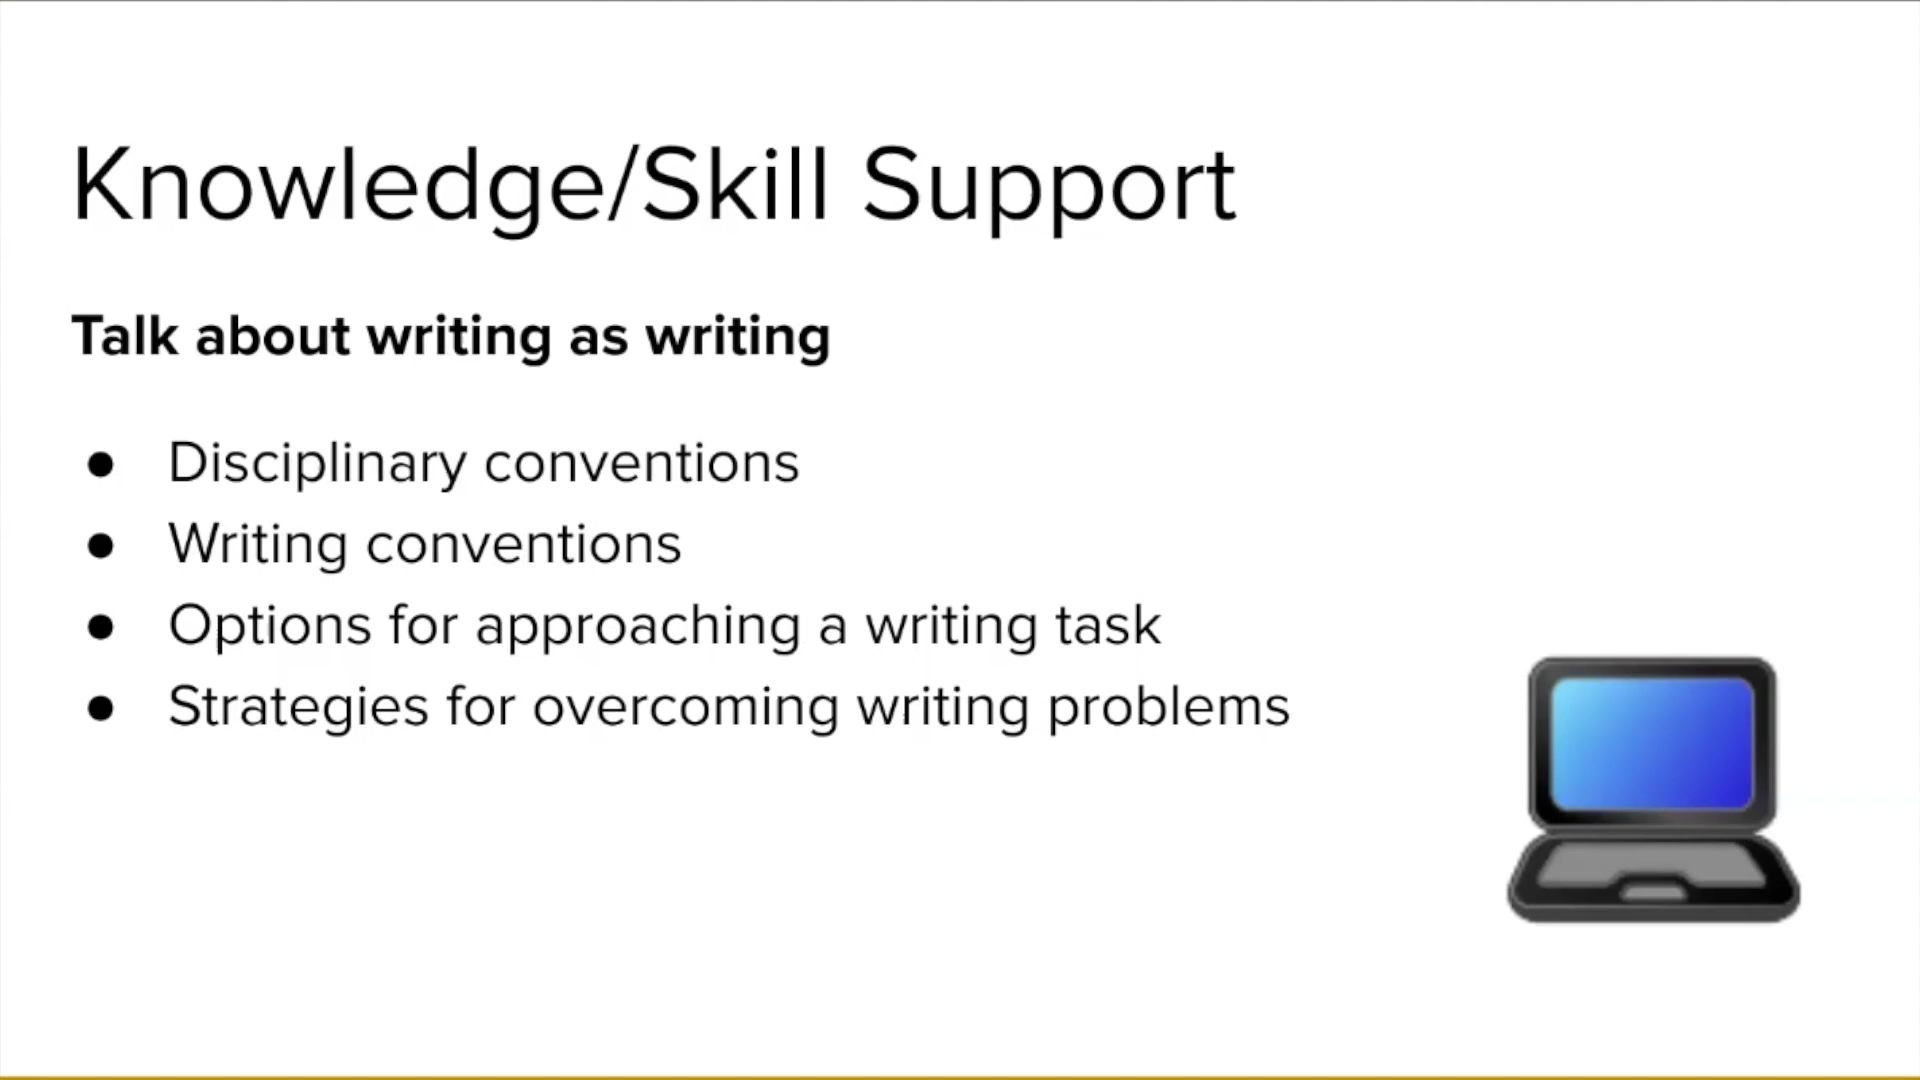 Knowledge/Skill Support
Talk about writing as writing
● Disciplinary conventions
● Writing conventions
● Options for approaching a writing task
● Strategies for overcoming writing problems